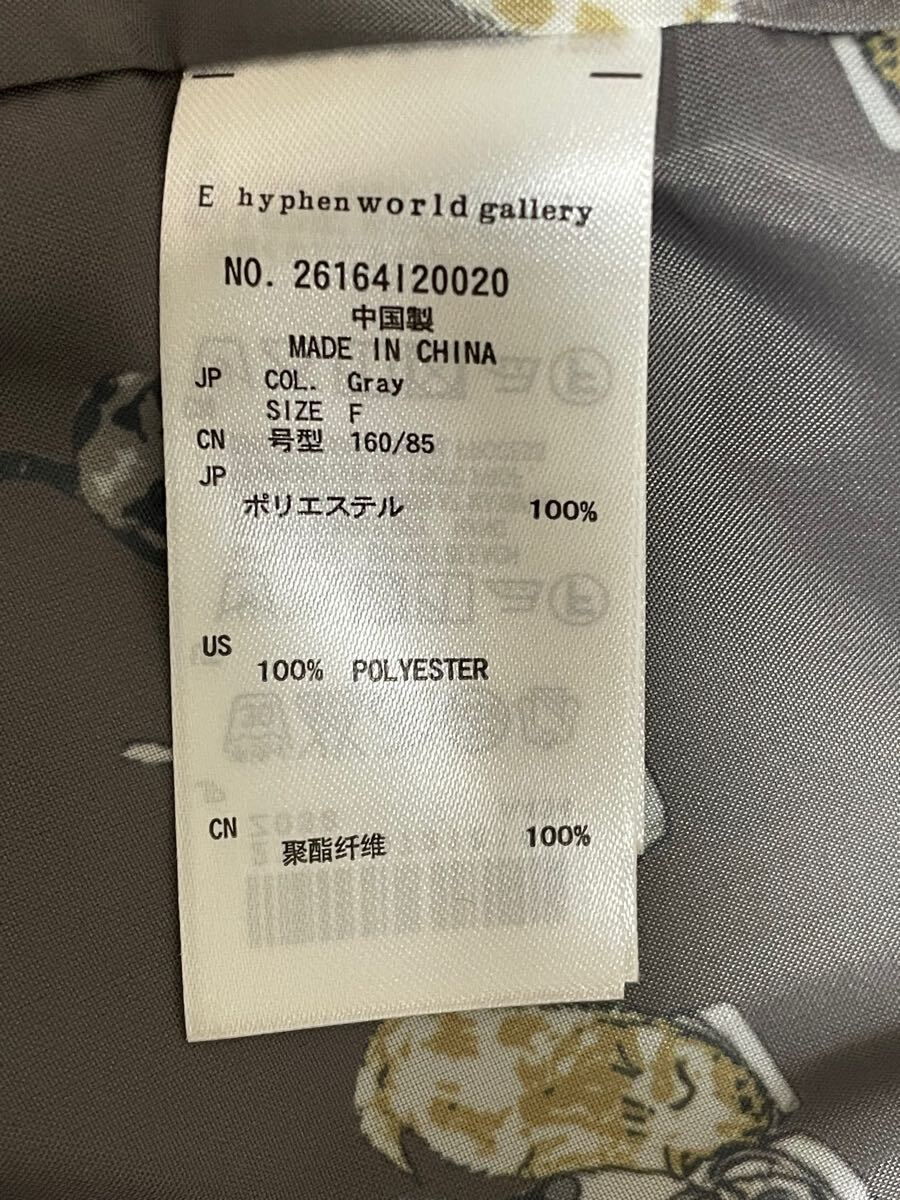 E hyphen world gallery
NO. 26164I20020
中国製
MADE IN CHINA
JP COL. Gray
SIZE F
CN 号型 160/85
JP
ポリエステル 100%
US
100% POLYESTER
CN
聚酯纤维 100%